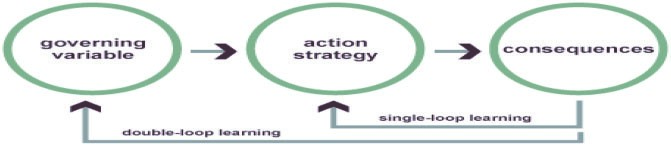 governing
variable
action
strategy
consequences
single-loop learning
double-loop learning